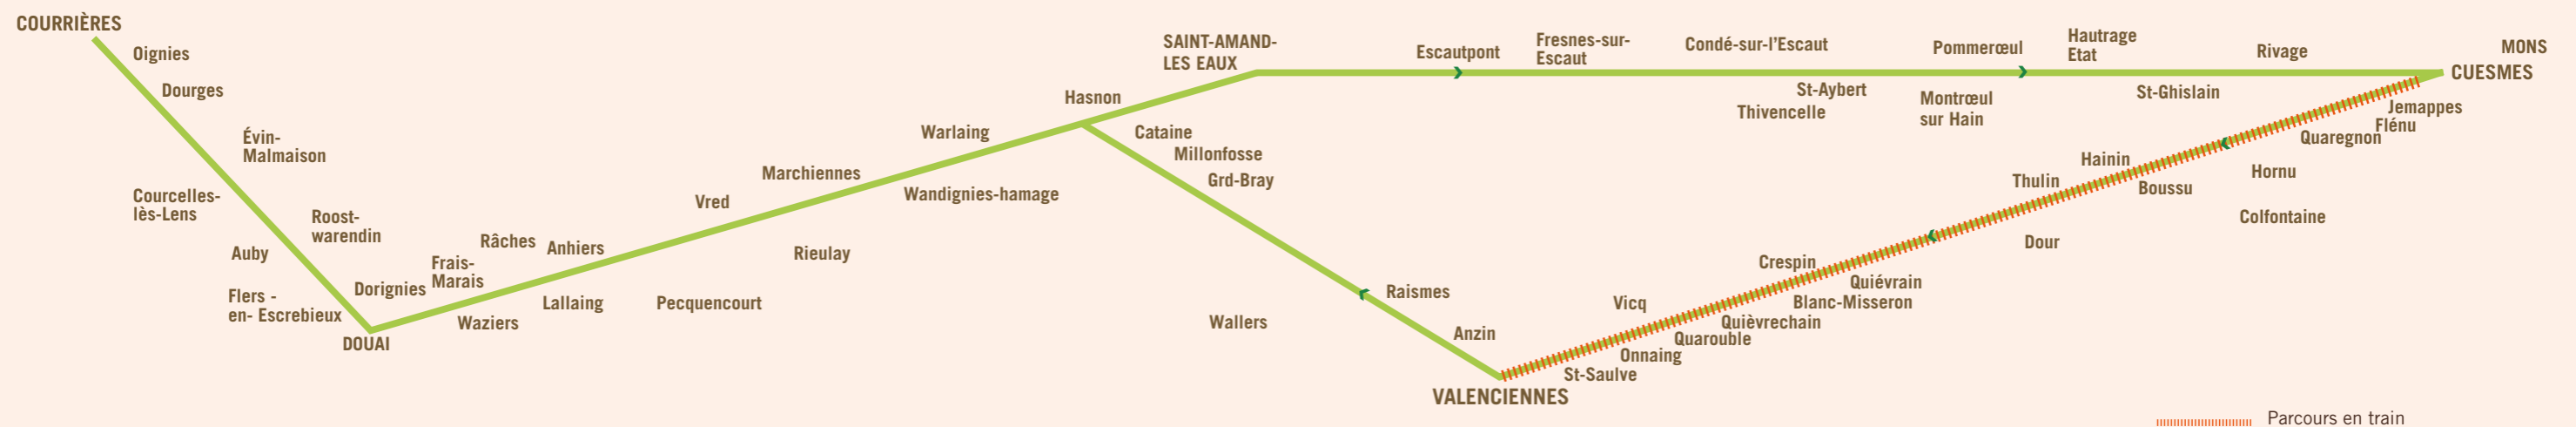 COURRIÈRES
Oignies
Dourges
Évin-
Malmaison
Courcelles-
lès-Lens
Roost-
warendin
Auby
Flers -
en- Escrebieux
Dorignies
DOUAI
Frais-
Marais
Râches
Anhiers
Waziers
Lallaing
Pecquencourt
Vred
Marchiennes
Rieulay
Warlaing
Wandignies-hamage
Hasnon
SAINT-AMAND-
LES EAUX
Cataine
Millonfosse
Grd-Bray
Wallers
Raismes
Anzin
VALENCIENNES
Escautpont
Fresnes-sur-
Escaut
Condé-sur-l'Escaut
St-Aybert
Thivencelle
Pommerœul
Montrœul
sur Hain
Hautrage
Etat
St-Ghislain
Rivage
MONS
CUESMES
Jemappes
Flénu
Quaregnon
Hornu
Colfontaine
Hainin
Boussu
Thulin
Dour
Crespin
Quiévrain
Blanc-Misseron
Vicq
Quièvrechain
Quarouble
Onnaing
St-Saulve
Parcours en train